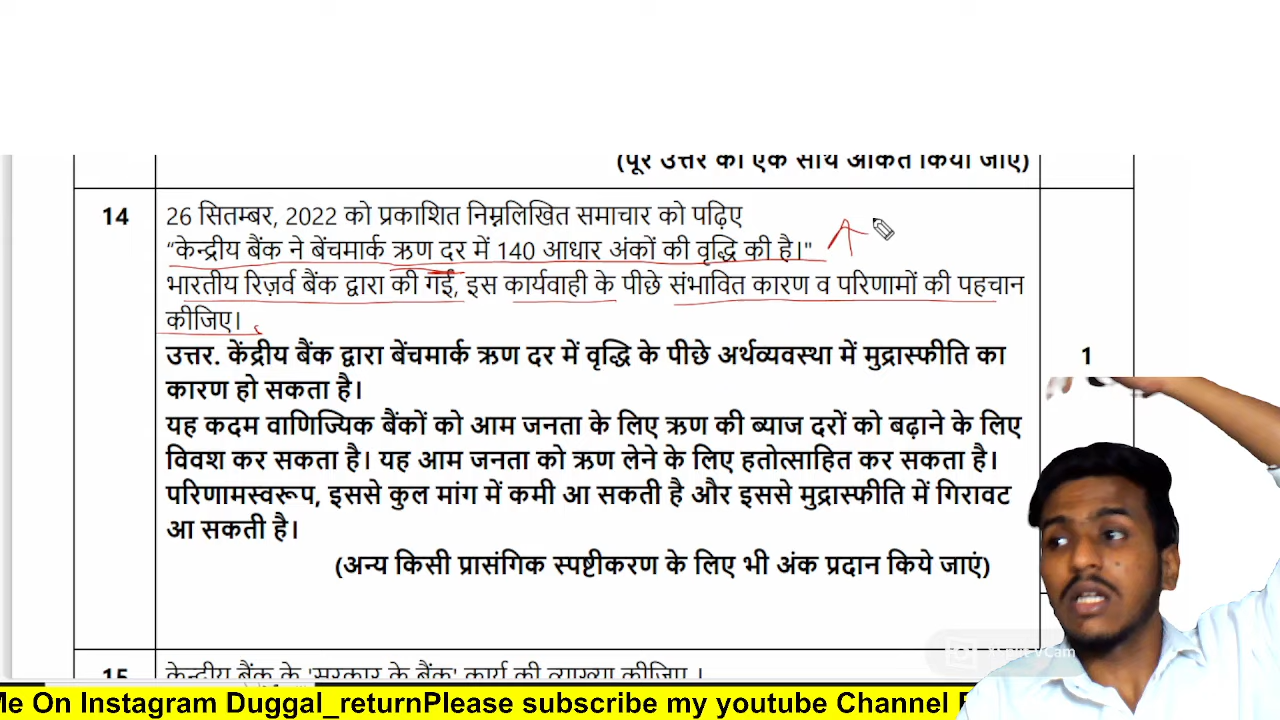 (पूरे उत्तर को एक साथ आंकित किया जाए)
14
26 सितम्बर, 2022 को प्रकाशित निम्नलिखित समाचार को पढ़िए
“केन्द्रीय बैंक ने बेंचमार्क ऋण दर में 140 आधार अंकों की वृद्धि की है।"
भारतीय रिज़र्व बैंक द्वारा की गई, इस कार्यवाही के पीछे संभावित कारण व परिणामों की पहचान
कीजिए।
उत्तर. केंद्रीय बैंक द्वारा बेंचमार्क ऋण दर में वृद्धि के पीछे अर्थव्यवस्था में मुद्रास्फीति का
कारण हो सकता है।
1
यह कदम वाणिज्यिक बैंकों को आम जनता के लिए ऋण की ब्याज दरों को बढ़ाने के लिए
विवश कर सकता है। यह आम जनता को ऋण लेने के लिए हतोत्साहित कर सकता है।
परिणामस्वरूप, इससे कुल मांग में कमी आ सकती है और इससे मुद्रास्फीति में गिरावट
आ सकती है।
(अन्य किसी प्रासंगिक स्पष्टीकरण के लिए भी अंक प्रदान किये जाएं)
15
केन्द्रीय बैंक के 'सरकार के बैंक' कार्य की व्याख्या कीजिए ।
VCam
Me On Instagram Duggal_returnPlease subscribe my youtube Channel